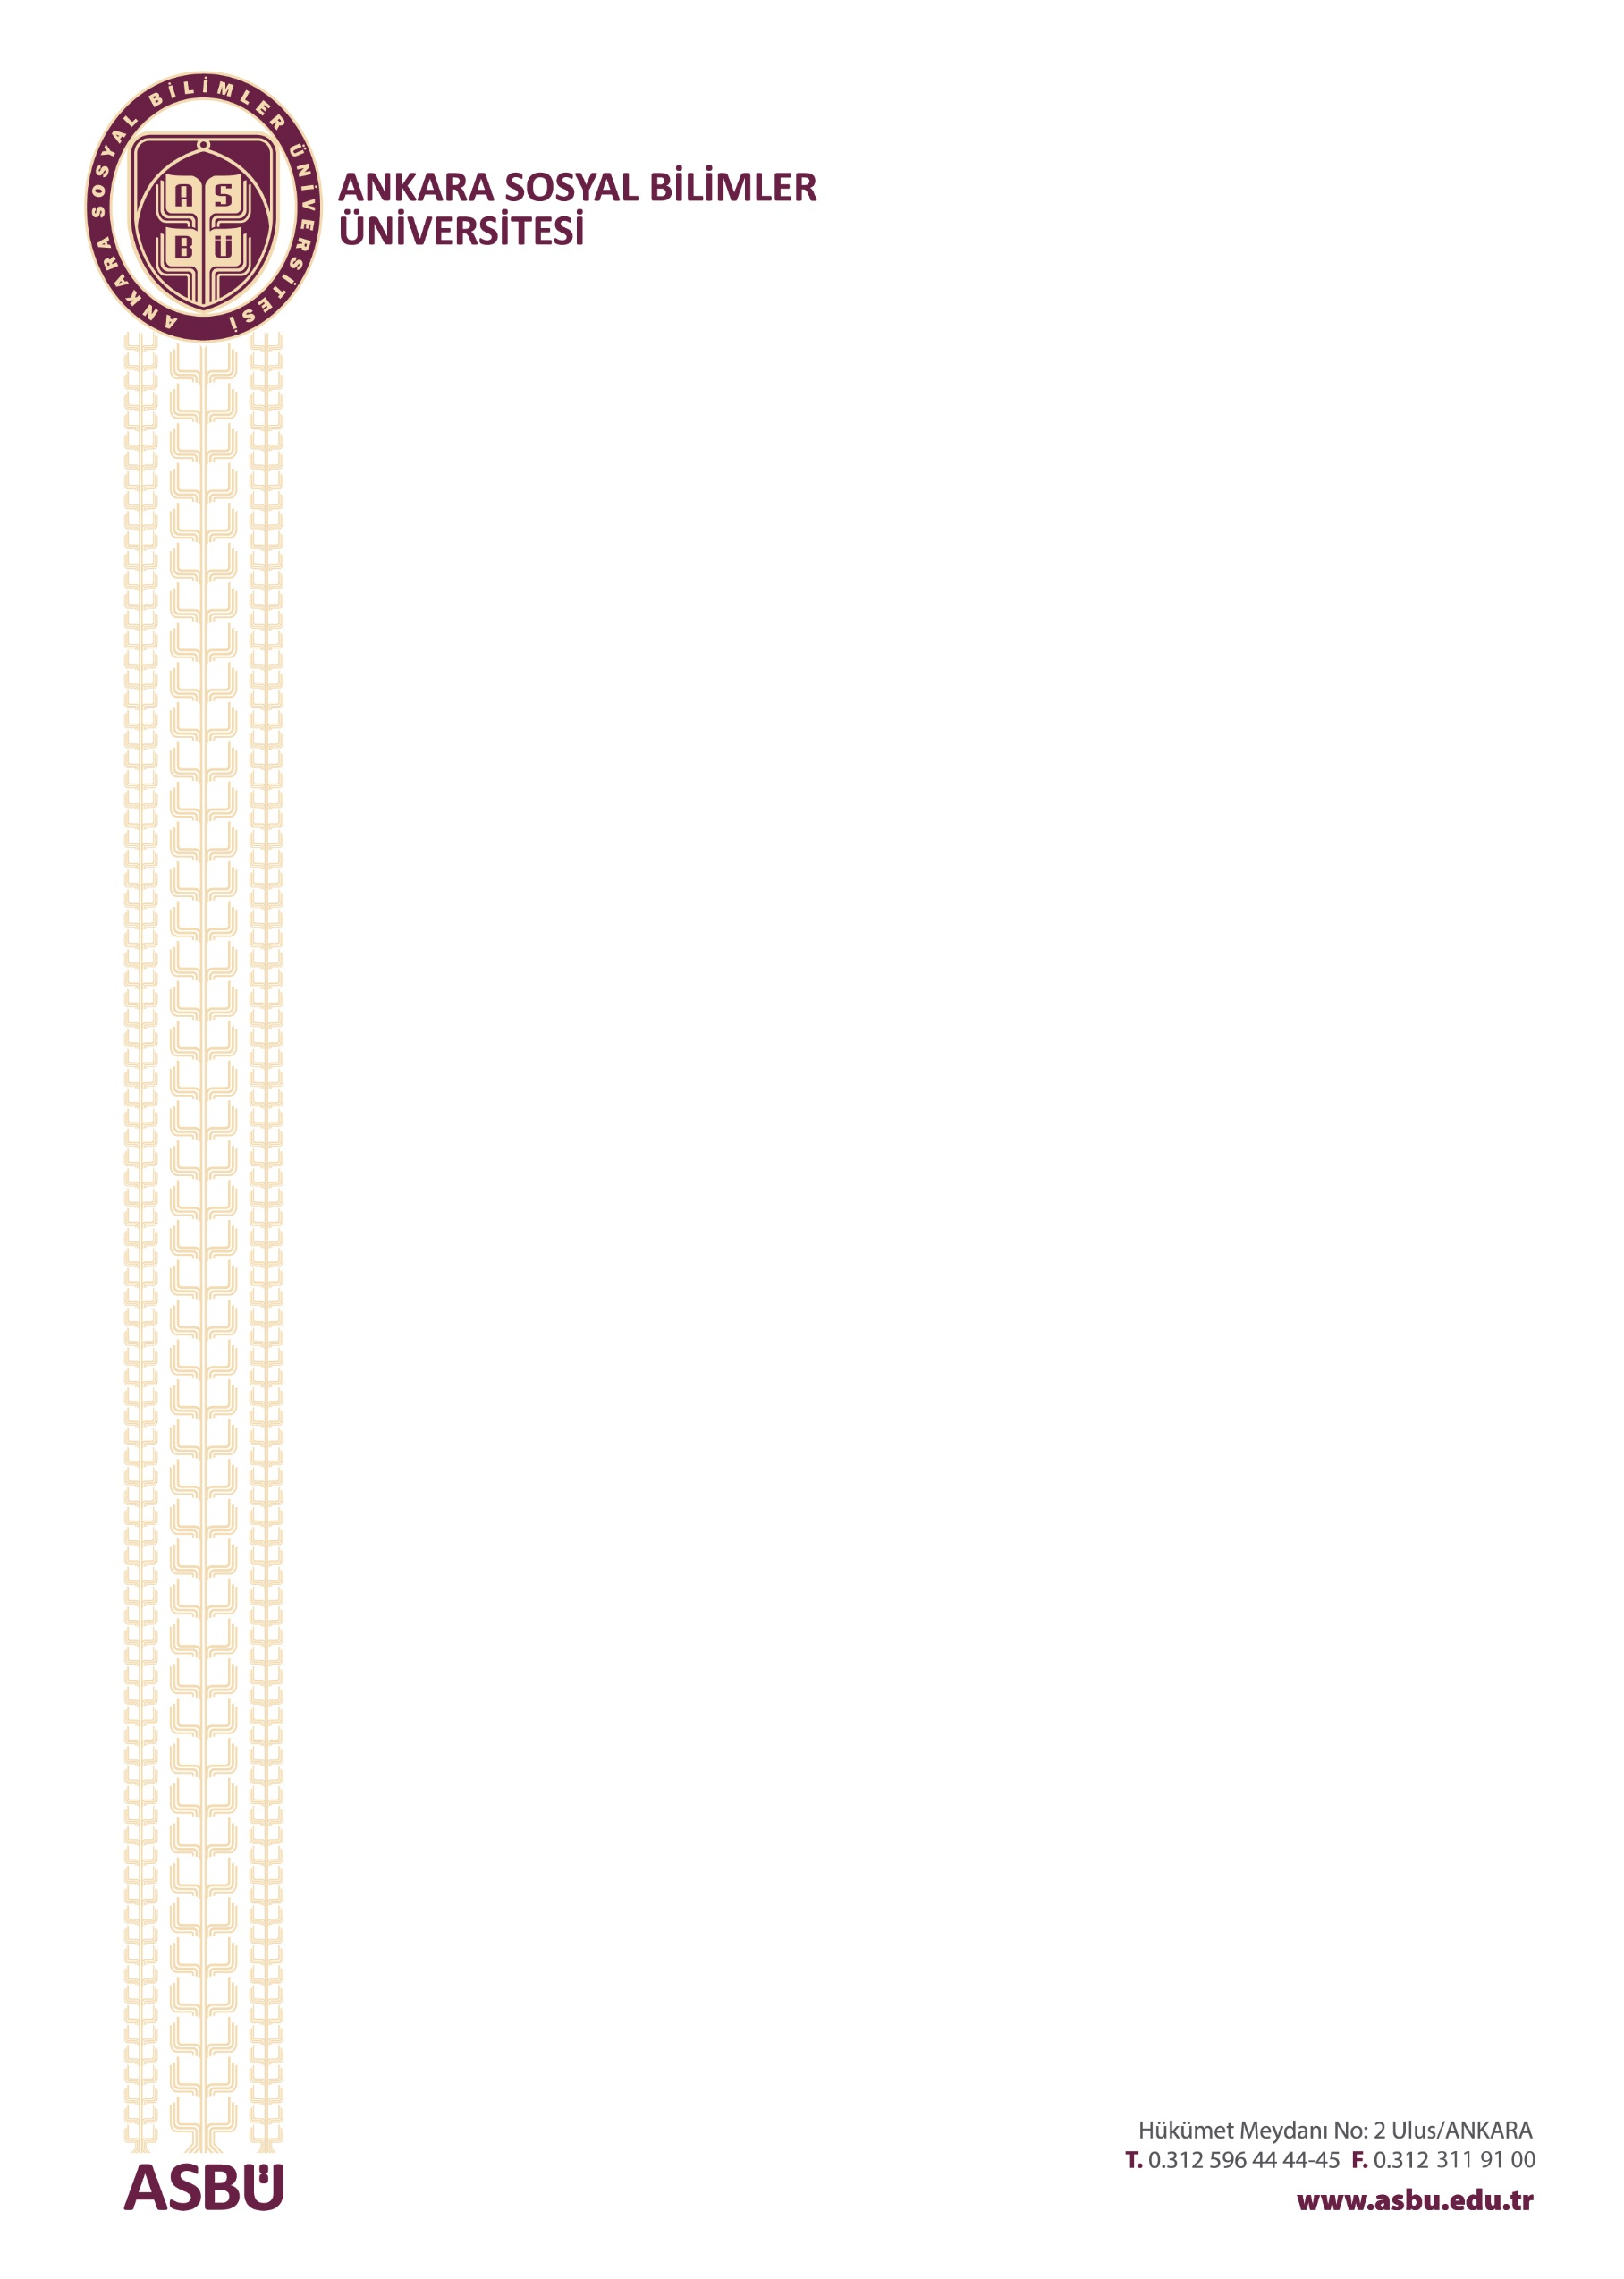 ANKARA SOSYAL BİLİMLER ÜNİVERSİTESİ
A S
B Ü
ANKARA SOSYAL BİLİMLER
ÜNİVERSİTESİ
ASBÜ
Hükümet Meydanı No: 2 Ulus/ANKARA
T. 0.312 596 44 44-45 F. 0.312 311 91 00
www.asbu.edu.tr